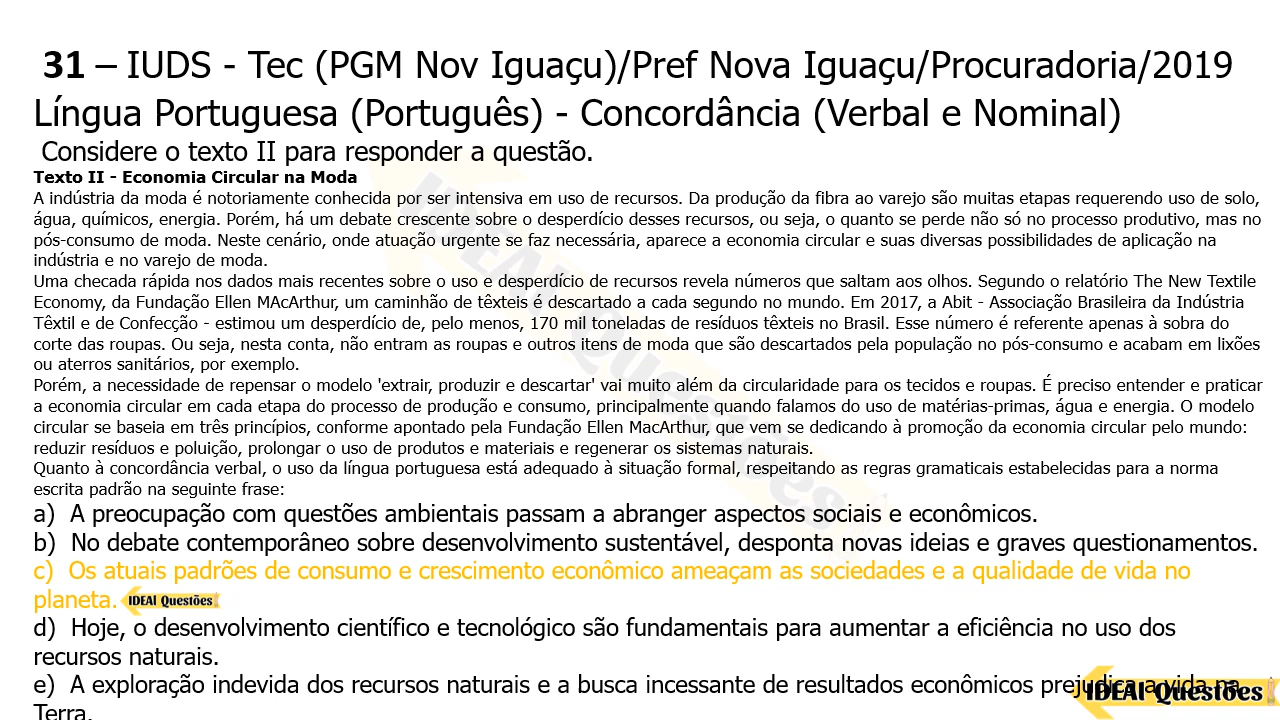 31 – IUDS - Tec (PGM Nov Iguaçu)/Pref Nova Iguaçu/Procuradoria/2019
Língua Portuguesa (Português) - Concordância (Verbal e Nominal)
Considere o texto II para responder a questão.
Texto II - Economia Circular na Moda
A indústria da moda é notoriamente conhecida por ser intensiva em uso de recursos. Da produção da fibra ao varejo são muitas etapas requerendo uso de solo,
água, químicos, energia. Porém, há um debate crescente sobre o desperdício desses recursos, ou seja, o quanto se perde não só no processo produtivo, mas no
pós-consumo de moda. Neste cenário, onde atuação urgente se faz necessária, aparece a economia circular e suas diversas possibilidades de aplicação na
indústria e no varejo de moda.
Uma checada rápida nos dados mais recentes sobre o uso e desperdício de recursos revela números que saltam aos olhos. Segundo o relatório The New Textile
Economy, da Fundação Ellen MAcArthur, um caminhão de têxteis é descartado a cada segundo no mundo. Em 2017, a Abit - Associação Brasileira da Indústria
Têxtil e de Confecção - estimou um desperdício de, pelo menos, 170 mil toneladas de resíduos têxteis no Brasil. Esse número é referente apenas à sobra do
corte das roupas. Ou seja, nesta conta, não entram as roupas e outros itens de moda que são descartados pela população no pós-consumo e acabam em lixões
ou aterros sanitários, por exemplo.
Porém, a necessidade de repensar o modelo 'extrair, produzir e descartar' vai muito além da circularidade para os tecidos e roupas. É preciso entender e praticar
a economia circular em cada etapa do processo de produção e consumo, principalmente quando falamos do uso de matérias-primas, água e energia. O modelo
circular se baseia em três princípios, conforme apontado pela Fundação Ellen MacArthur, que vem se dedicando à promoção da economia circular pelo mundo:
reduzir resíduos e poluição, prolongar o uso de produtos e materiais e regenerar os sistemas naturais.
Quanto à concordância verbal, o uso da língua portuguesa está adequado à situação formal, respeitando as regras gramaticais estabelecidas para a norma
escrita padrão na seguinte frase:
a) A preocupação com questões ambientais passam a abranger aspectos sociais e econômicos.
b) No debate contemporâneo sobre desenvolvimento sustentável, desponta novas ideias e graves questionamentos.
c) Os atuais padrões de consumo e crescimento econômico ameaçam as sociedades e a qualidade de vida no
planeta. IDEAI Questões
d) Hoje, o desenvolvimento científico e tecnológico são fundamentais para aumentar a eficiência no uso dos
recursos naturais.
e) A exploração indevida dos recursos naturais e a busca incessante de resultados econômicos prejudica a vida na
Terra.
IDEAI Questões
IDEAI Questões